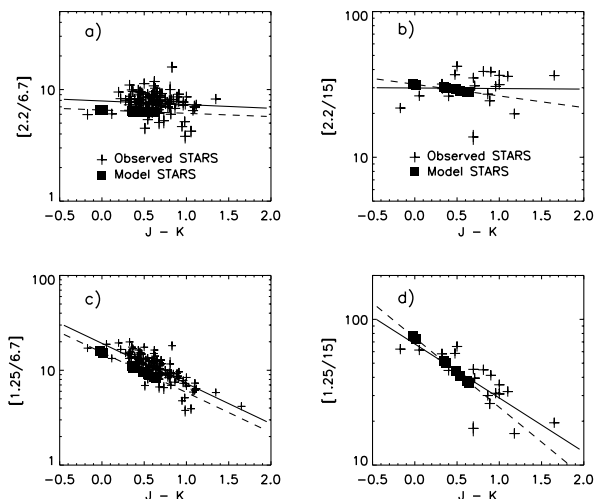 a)
10
1
[2.2/6.7]
Observed STARS
Model STARS
−0.5 0.0 0.5 1.0 1.5 2.0
J − K
b)
100
10
[2.2/15]
Observed STARS
Model STARS
−0.5 0.0 0.5 1.0 1.5 2.0
J − K
c)
100
10
1
[1.25/6.7]
−0.5 0.0 0.5 1.0 1.5 2.0
J − K
d)
100
10
[1.25/15]
−0.5 0.0 0.5 1.0 1.5 2.0
J − K